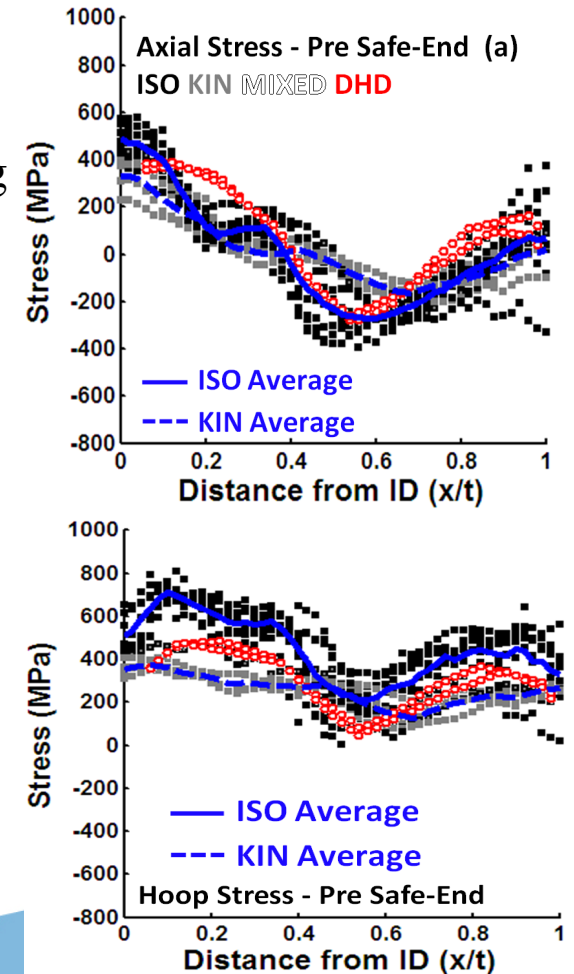 1000
Axial Stress - Pre Safe-End (a)
800
ISO KIN MIXED DHD
600
400
g
200
0
-200
-400
-600
-800
Stress (MPa)
ISO Average
KIN Average
0 0.2 0.4 0.6 0.8 1
Distance from ID (x/t)
1000
800
600
400
200
0
-200
-400
-600
-800
Stress (MPa)
ISO Average
KIN Average
Hoop Stress - Pre Safe-End
0 0.2 0.4 0.6 0.8 1
Distance from ID (x/t)